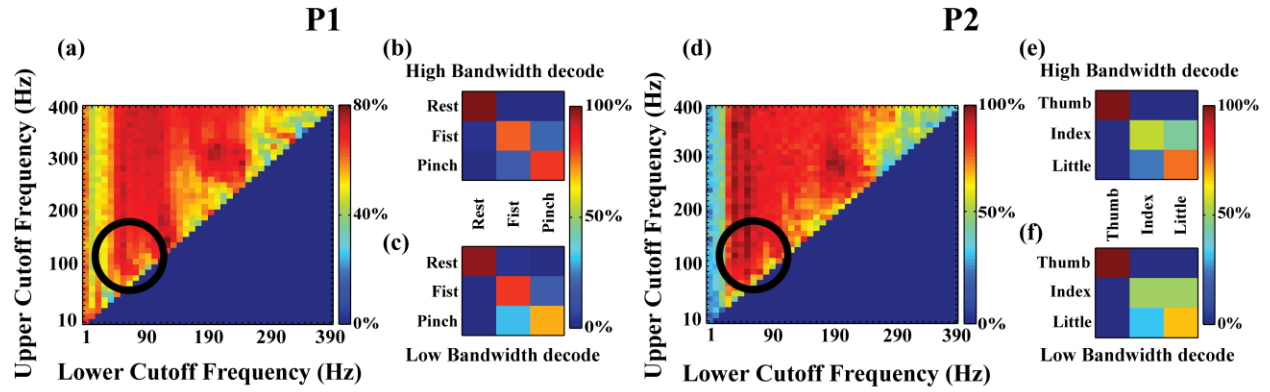 P1
P2
(a)
(b)
(d)
(e)
High Bandwidth decode
High Bandwidth decode
Upper Cutoff Frequency (Hz)
400
300
200
100
10
1
90
190
290
390
Lower Cutoff Frequency (Hz)
80%
40%
0%
Rest
Fist
Pinch
Rest
Fist
Pinch
100%
50%
0%
(c)
Rest
Fist
Pinch
Low Bandwidth decode
Upper Cutoff Frequency (Hz)
400
300
200
100
10
1
90
190
290
390
Lower Cutoff Frequency (Hz)
100%
50%
0%
Thumb
Index
Little
Thumb
Index
Little
100%
50%
0%
(f)
Thumb
Index
Little
Low Bandwidth decode